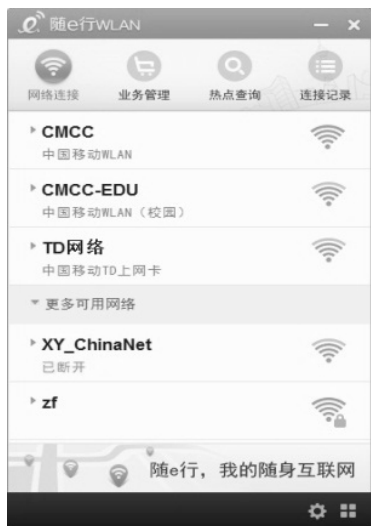 随e行WLAN
网络连接 业务管理 热点查询 连接记录
CMCC
中国移动WLAN
CMCC-EDU
中国移动WLAN（校园）
TD网络
中国移动TD上网卡
更多可用网络
XY_ChinaNet
已断开
zf
随e行，我的随身互联网